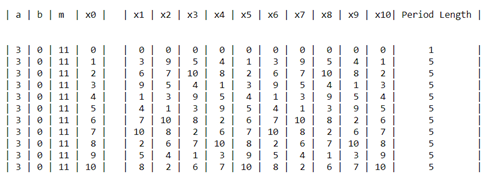 | a | b | m | x0 | | x1 | x2 | x3 | x4 | x5 | x6 | x7 | x8 | x9 | x10| Period Length |
| 3 | 0 | 11 | 0 | | 0 | 0 | 0 | 0 | 0 | 0 | 0 | 0 | 0 | 0 | 1 |
| 3 | 0 | 11 | 1 | | 3 | 9 | 5 | 4 | 1 | 3 | 9 | 5 | 4 | 1 | 5 |
| 3 | 0 | 11 | 2 | | 6 | 7 | 10 | 8 | 2 | 6 | 7 | 10 | 8 | 2 | 5 |
| 3 | 0 | 11 | 3 | | 9 | 5 | 4 | 1 | 3 | 9 | 5 | 4 | 1 | 3 | 5 |
| 3 | 0 | 11 | 4 | | 1 | 3 | 9 | 5 | 4 | 1 | 3 | 9 | 5 | 4 | 5 |
| 3 | 0 | 11 | 5 | | 4 | 1 | 3 | 9 | 5 | 4 | 1 | 3 | 9 | 5 | 5 |
| 3 | 0 | 11 | 6 | | 7 | 10 | 8 | 2 | 6 | 7 | 10 | 8 | 2 | 6 | 5 |
| 3 | 0 | 11 | 7 | | 10 | 8 | 2 | 6 | 7 | 10 | 8 | 2 | 6 | 7 | 5 |
| 3 | 0 | 11 | 8 | | 2 | 6 | 7 | 10 | 8 | 2 | 6 | 7 | 10 | 8 | 5 |
| 3 | 0 | 11 | 9 | | 5 | 4 | 1 | 3 | 9 | 5 | 4 | 1 | 3 | 9 | 5 |
| 3 | 0 | 11 | 10 | | 8 | 2 | 6 | 7 | 10 | 8 | 2 | 6 | 7 | 10 | 5 |